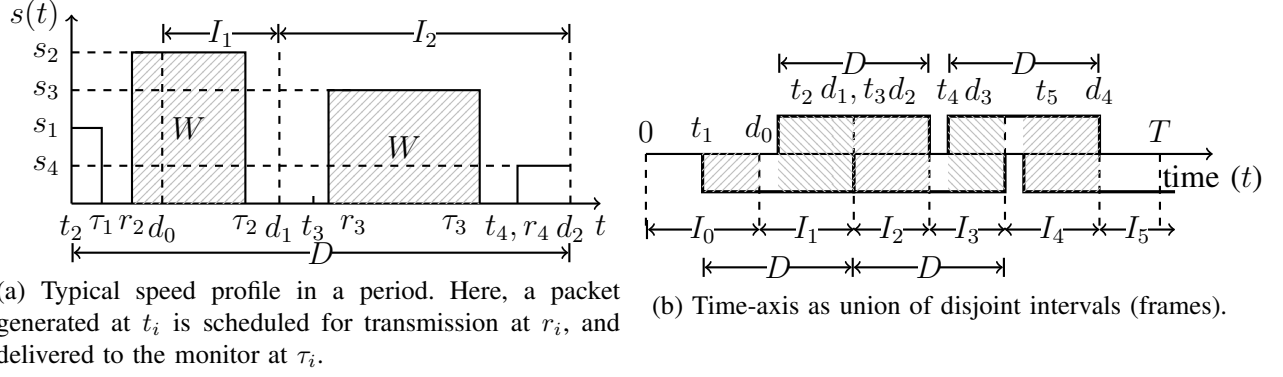 s(t)
I₁
I₂
s₂
s₃
s₁
s₄
W
W
t₂ τ₁ r₂ d₀ τ₂ d₁ t₃ r₃ τ₃ t₄, r₄ d₂ t
D
(a) Typical speed profile in a period. Here, a packet
generated at tᵢ is scheduled for transmission at rᵢ, and
delivered to the monitor at τᵢ.
D D
t₂ d₁, t₃ d₂ t₄ d₃ t₅ d₄
0 t₁ d₀ T
time (t)
I₀ I₁ I₂ I₃ I₄ I₅
D D
(b) Time-axis as union of disjoint intervals (frames).